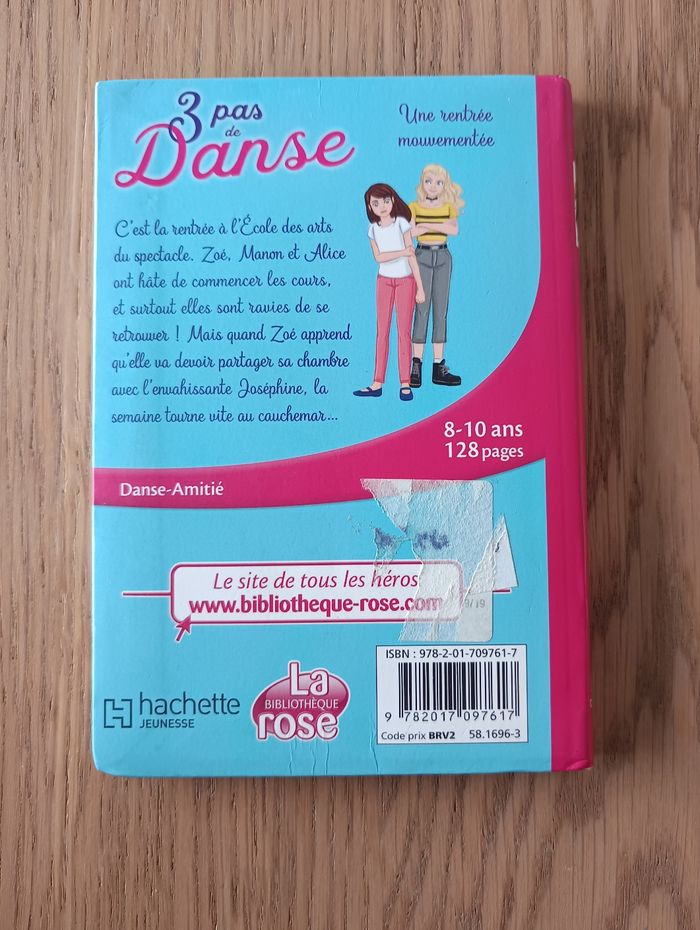 3 pas
de
Danse
Une rentrée
mouvementée
C'est la rentrée à l'École des arts
du spectacle. Zoé, Manon et Alice
ont hâte de commencer les cours,
et surtout elles sont ravies de se
retrouver ! Mais quand Zoé apprend
qu'elle va devoir partager sa chambre
avec l'envahissante Joséphine, la
semaine tourne vite au cauchemar...
8-10 ans
128 pages
Danse-Amitié
Le site de tous les héros
www.bibliotheque-rose.com
/19
ISBN : 978-2-01-709761-7
9 782017 097617
Code prix BRV2 58.1696-3
hachette
JEUNESSE
La
BIBLIOTHÈQUE
rose